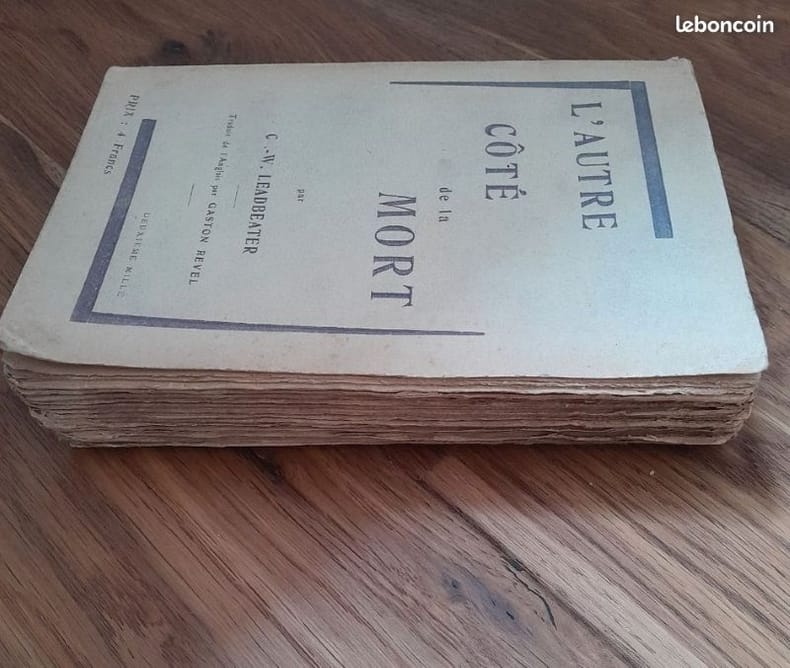 leboncoin
L'AUTRE
CÔTÉ
de la
MORT
par
C.-W. LEADBEATER
Traduit de l'Anglais par GASTON REVEL
DEUXIÈME MILLE
PRIX : 4 Francs